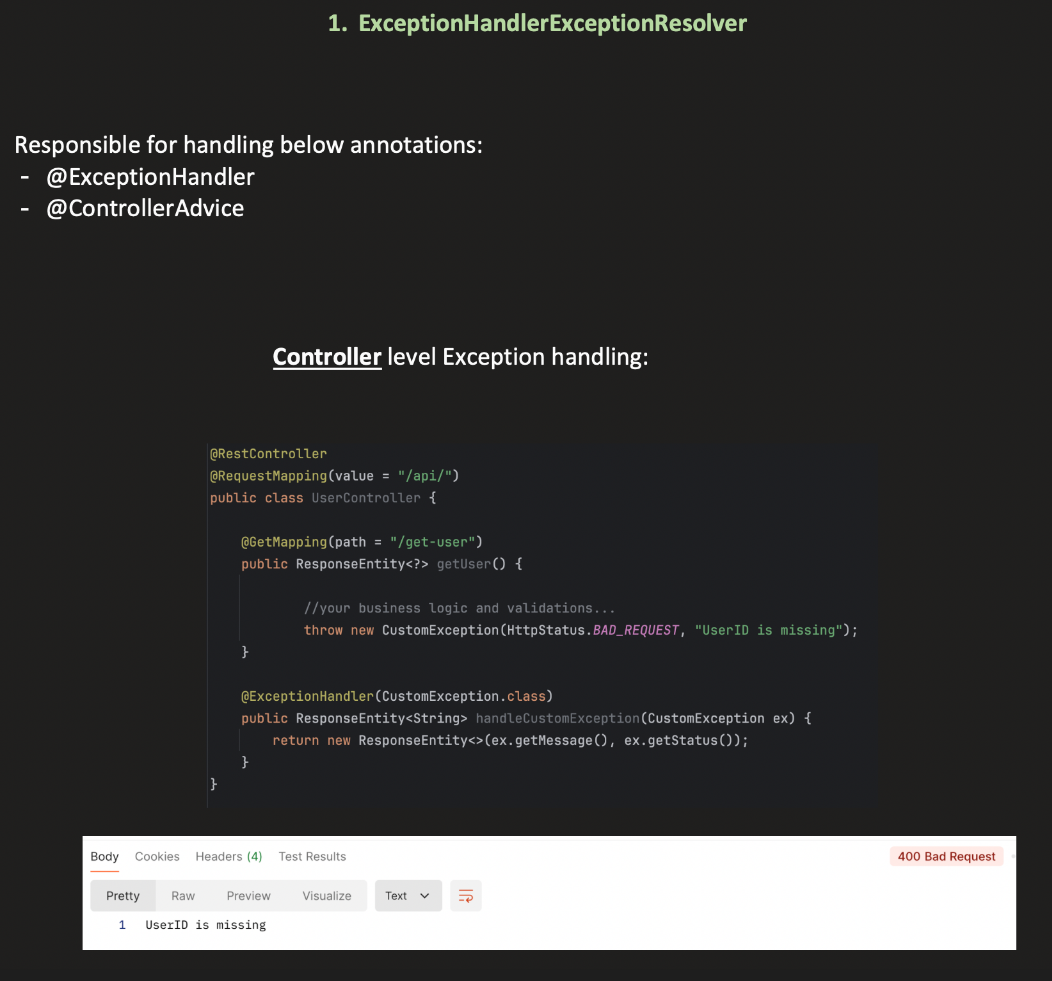 1. ExceptionHandlerExceptionResolver
Responsible for handling below annotations:
- @ExceptionHandler
- @ControllerAdvice
Controller level Exception handling:
@RestController
@RequestMapping(value = "/api/")
public class UserController {
@GetMapping(path = "/get-user")
public ResponseEntity<?> getUser() {
//your business logic and validations...
throw new CustomException(HttpStatus.BAD_REQUEST, "UserID is missing");
}
@ExceptionHandler(CustomException.class)
public ResponseEntity<String> handleCustomException(CustomException ex) {
return new ResponseEntity<>(ex.getMessage(), ex.getStatus());
}
}
Body Cookies Headers (4) Test Results 400 Bad Request
Pretty Raw Preview Visualize Text
1 UserID is missing